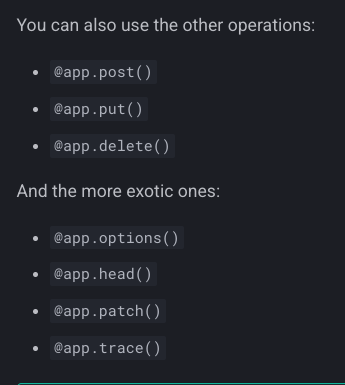 You can also use the other operations:
• @app.post()
• @app.put()
• @app.delete()
And the more exotic ones:
• @app.options()
• @app.head()
• @app.patch()
• @app.trace()